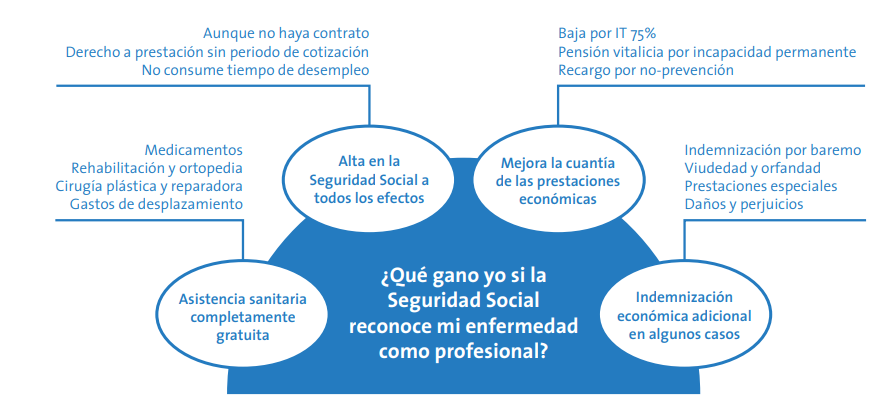 Aunque no haya contrato
Derecho a prestación sin periodo de cotización
No consume tiempo de desempleo
Baja por IT 75%
Pensión vitalicia por incapacidad permanente
Recargo por no-prevención
Medicamentos
Rehabilitación y ortopedia
Cirugía plástica y reparadora
Gastos de desplazamiento
Alta en la
Seguridad Social a
todos los efectos
Mejora la cuantía
de las prestaciones
económicas
Indemnización por baremo
Viudedad y orfandad
Prestaciones especiales
Daños y perjuicios
Asistencia sanitaria
completamente
gratuita
¿Qué gano yo si la
Seguridad Social
reconoce mi enfermedad
como profesional?
Indemnización
económica adicional
en algunos casos